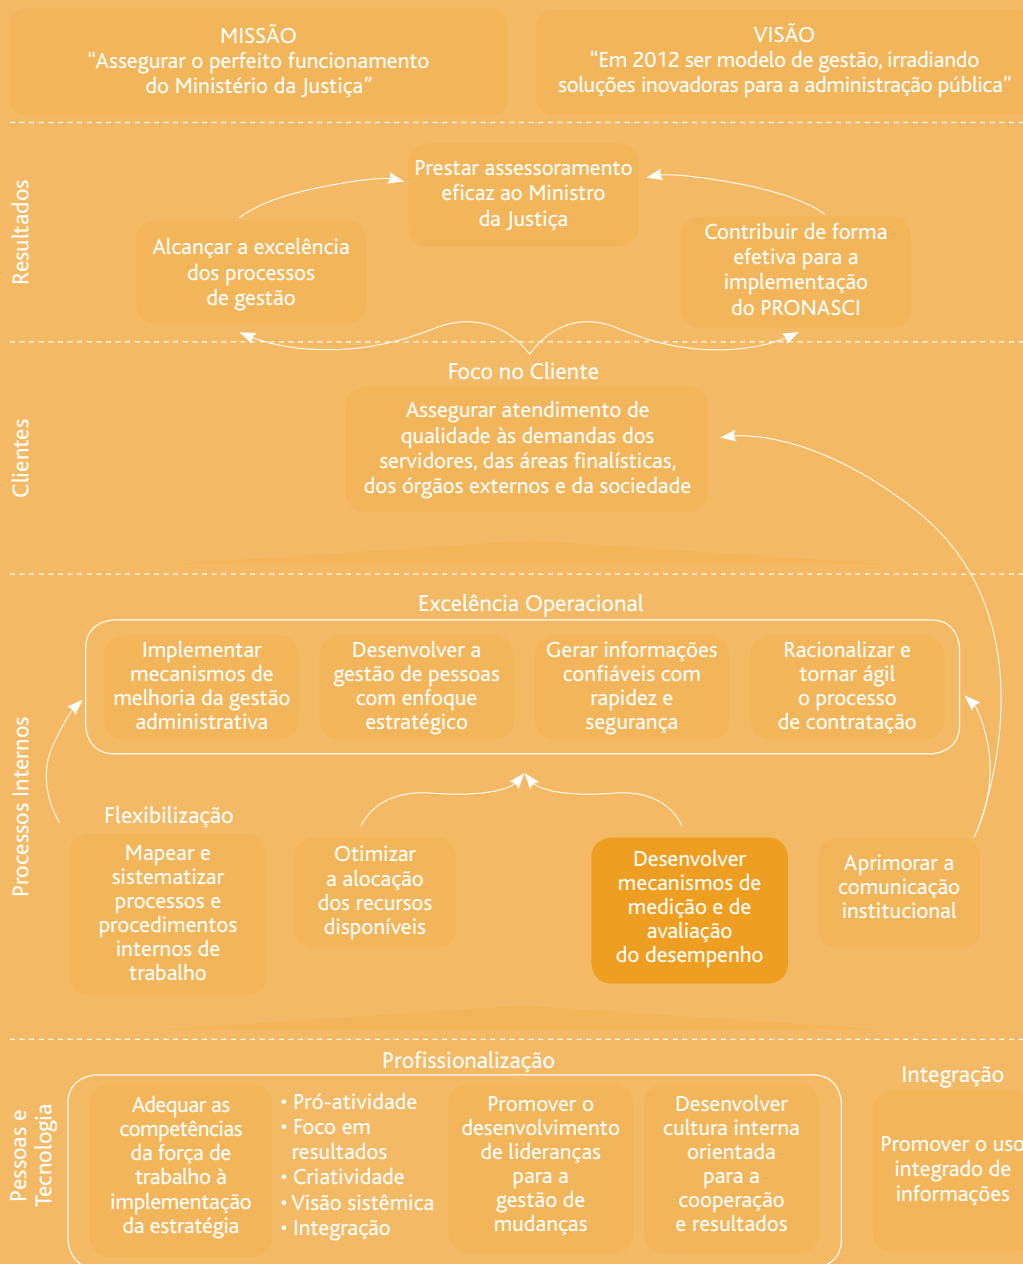 MISSÃO
“Assegurar o perfeito funcionamento
do Ministério da Justiça”
VISÃO
“Em 2012 ser modelo de gestão, irradiando
soluções inovadoras para a administração pública”
Resultados
Prestar assessoramento
eficaz ao Ministro
da Justiça
Alcançar a excelência
dos processos
de gestão
Contribuir de forma
efetiva para a
implementação
do PRONASCI
Clientes
Foco no Cliente
Assegurar atendimento de
qualidade às demandas dos
servidores, das áreas finalísticas,
dos órgãos externos e da sociedade
Processos Internos
Excelência Operacional
Implementar
mecanismos de
melhoria da gestão
administrativa
Desenvolver a
gestão de pessoas
com enfoque
estratégico
Gerar informações
confiáveis com
rapidez e
segurança
Racionalizar e
tornar ágil
o processo
de contratação
Flexibilização
Mapear e
sistematizar
processos e
procedimentos
internos de
trabalho
Otimizar
a alocação
dos recursos
disponíveis
Desenvolver
mecanismos de
medição e de
avaliação
do desempenho
Aprimorar a
comunicação
institucional
Pessoas e
Tecnologia
Profissionalização
Adequar as
competências
da força de
trabalho à
implementação
da estratégia
• Pró-atividade
• Foco em
resultados
• Criatividade
• Visão sistêmica
• Integração
Promover o
desenvolvimento
de lideranças
para a
gestão de
mudanças
Desenvolver
cultura interna
orientada
para a
cooperação
e resultados
Integração
Promover o uso
integrado de
informações